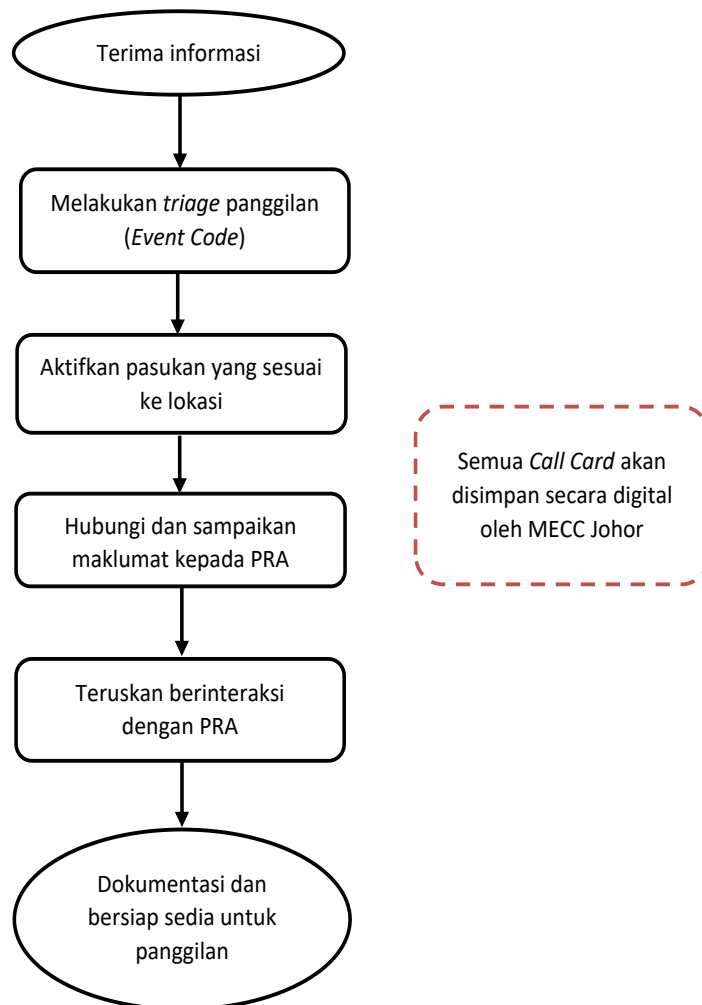 Terima informasi
Melakukan triage panggilan
(Event Code)
Aktifkan pasukan yang sesuai
ke lokasi
Hubungi dan sampaikan
maklumat kepada PRA
Teruskan berinteraksi
dengan PRA
Dokumentasi dan
bersiap sedia untuk
panggilan
Semua Call Card akan
disimpan secara digital
oleh MECC Johor